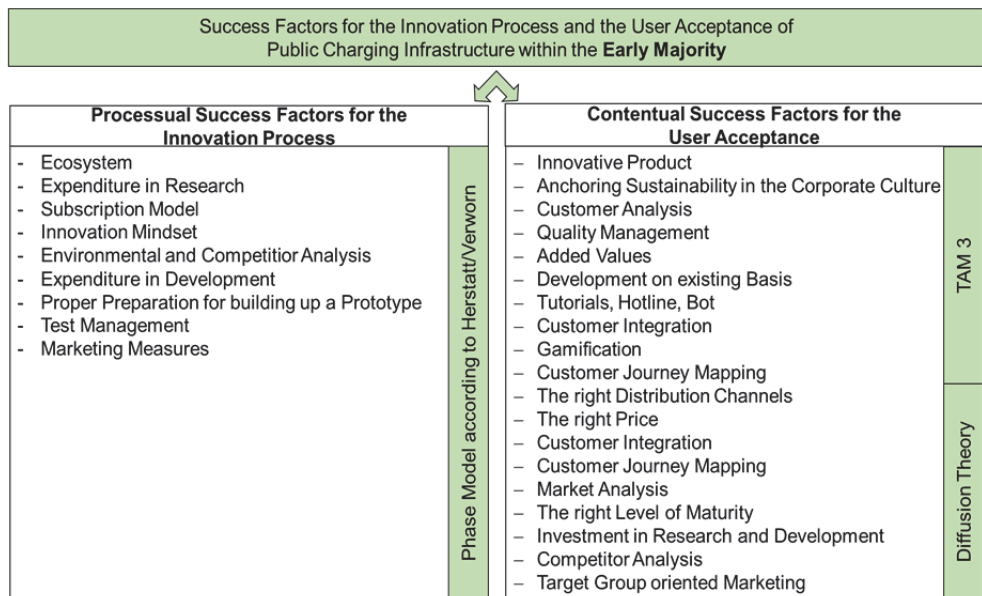 Success Factors for the Innovation Process and the User Acceptance of
Public Charging Infrastructure within the Early Majority
Processual Success Factors for the
Innovation Process
- Ecosystem
- Expenditure in Research
- Subscription Model
- Innovation Mindset
- Environmental and Competitior Analysis
- Expenditure in Development
- Proper Preparation for building up a Prototype
- Test Management
- Marketing Measures
Phase Model according to Herstatt/Verworn
Contentual Success Factors for the
User Acceptance
– Innovative Product
– Anchoring Sustainability in the Corporate Culture
– Customer Analysis
– Quality Management
– Added Values
– Development on existing Basis
– Tutorials, Hotline, Bot
– Customer Integration
– Gamification
– Customer Journey Mapping
– The right Distribution Channels
– The right Price
– Customer Integration
– Customer Journey Mapping
– Market Analysis
– The right Level of Maturity
– Investment in Research and Development
– Competitor Analysis
– Target Group oriented Marketing
TAM 3
Diffusion Theory